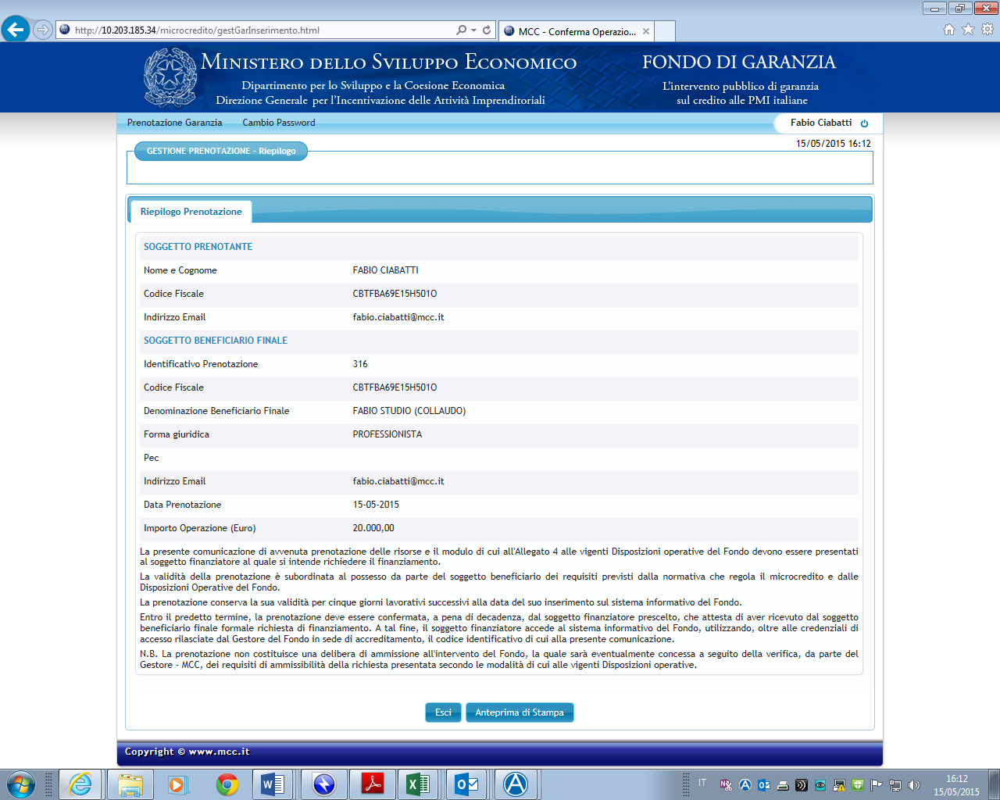 http://10.203.185.34/microcredito/gestGarInserimento.html
MCC - Conferma Operazio...
MINISTERO DELLO SVILUPPO ECONOMICO
Dipartimento per lo Sviluppo e la Coesione Economica
Direzione Generale per l'Incentivazione delle Attività Imprenditoriali
FONDO DI GARANZIA
L'intervento pubblico di garanzia
sul credito alle PMI italiane
Prenotazione Garanzia Cambio Password Fabio Ciabatti
15/05/2015 16:12
GESTIONE PRENOTAZIONE - Riepilogo
Riepilogo Prenotazione
SOGGETTO PRENOTANTE
Nome e Cognome FABIO CIABATTI
Codice Fiscale CBTFBA69E15H501O
Indirizzo Email fabio.ciabatti@mcc.it
SOGGETTO BENEFICIARIO FINALE
Identificativo Prenotazione 316
Codice Fiscale CBTFBA69E15H501O
Denominazione Beneficiario Finale FABIO STUDIO (COLLAUDO)
Forma giuridica PROFESSIONISTA
Pec
Indirizzo Email fabio.ciabatti@mcc.it
Data Prenotazione 15-05-2015
Importo Operazione (Euro) 20.000,00
La presente comunicazione di avvenuta prenotazione delle risorse e il modulo di cui all'Allegato 4 alle vigenti Disposizioni operative del Fondo devono essere presentati
al soggetto finanziatore al quale si intende richiedere il finanziamento.
La validità della prenotazione è subordinata al possesso da parte del soggetto beneficiario dei requisiti previsti dalla normativa che regola il microcredito e dalle
Disposizioni Operative del Fondo.
La prenotazione conserva la sua validità per cinque giorni lavorativi successivi alla data del suo inserimento sul sistema informativo del Fondo.
Entro il predetto termine, la prenotazione deve essere confermata, a pena di decadenza, dal soggetto finanziatore prescelto, che attesta di aver ricevuto dal soggetto
beneficiario finale formale richiesta di finanziamento. A tal fine, il soggetto finanziatore accede al sistema informativo del Fondo, utilizzando, oltre alle credenziali di
accesso rilasciate dal Gestore del Fondo in sede di accreditamento, il codice identificativo di cui alla presente comunicazione.
N.B. La prenotazione non costituisce una delibera di ammissione all'intervento del Fondo, la quale sarà eventualmente concessa a seguito della verifica, da parte del
Gestore - MCC, dei requisiti di ammissibilità della richiesta presentata secondo le modalità di cui alle vigenti Disposizioni operative.
Esci Anteprima di Stampa
Copyright © www.mcc.it
IT
16:12
15/05/2015